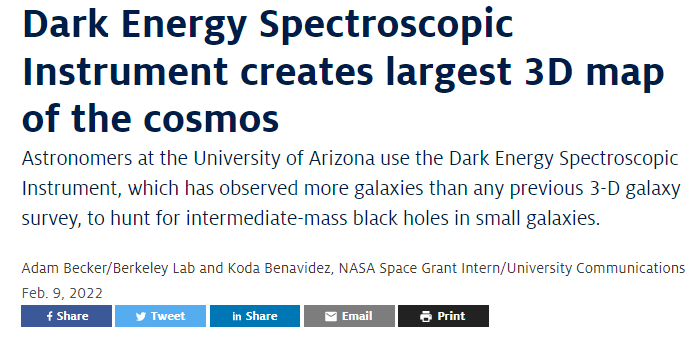 Dark Energy Spectroscopic
Instrument creates largest 3D map
of the cosmos
Astronomers at the University of Arizona use the Dark Energy Spectroscopic
Instrument, which has observed more galaxies than any previous 3-D galaxy
survey, to hunt for intermediate-mass black holes in small galaxies.
Adam Becker/Berkeley Lab and Koda Benavidez, NASA Space Grant Intern/University Communications
Feb. 9, 2022
f Share Tweet in Share Email Print